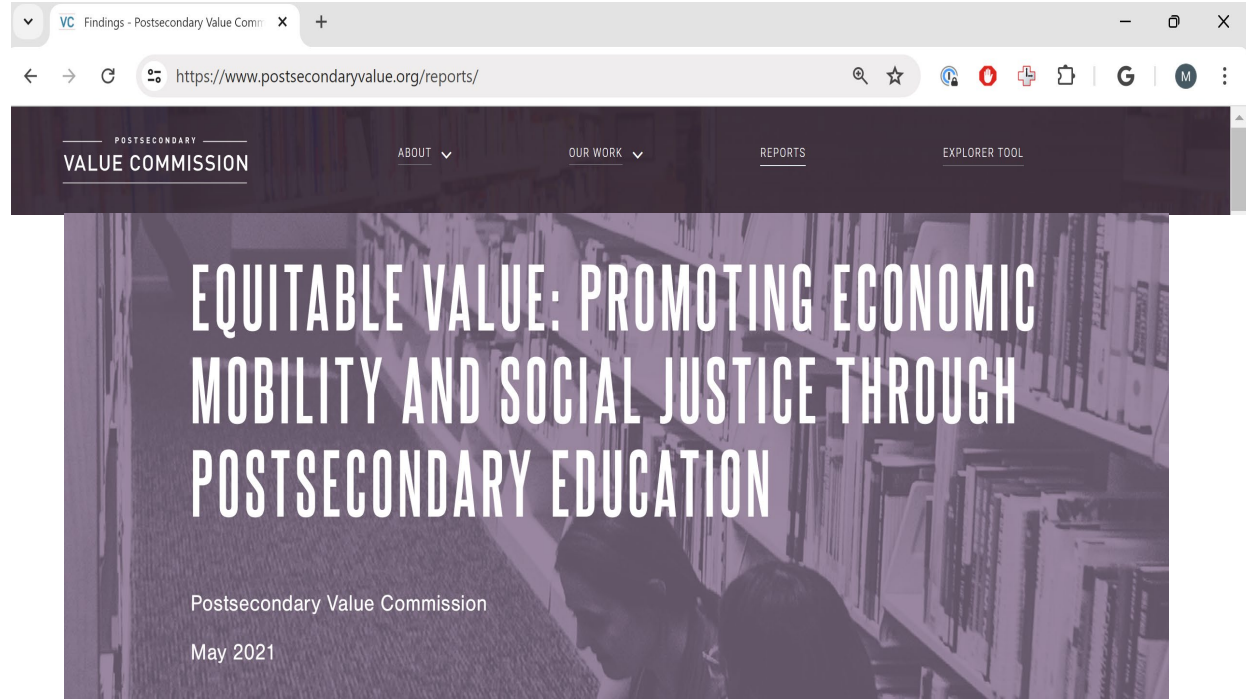 VC Findings - Postsecondary Value Comm
https://www.postsecondaryvalue.org/reports/
G
M
POSTSECONDARY
VALUE COMMISSION
ABOUT
OUR WORK
REPORTS
EXPLORER TOOL
EQUITABLE VALUE: PROMOTING ECONOMIC
MOBILITY AND SOCIAL JUSTICE THROUGH
POSTSECONDARY EDUCATION
Postsecondary Value Commission
May 2021